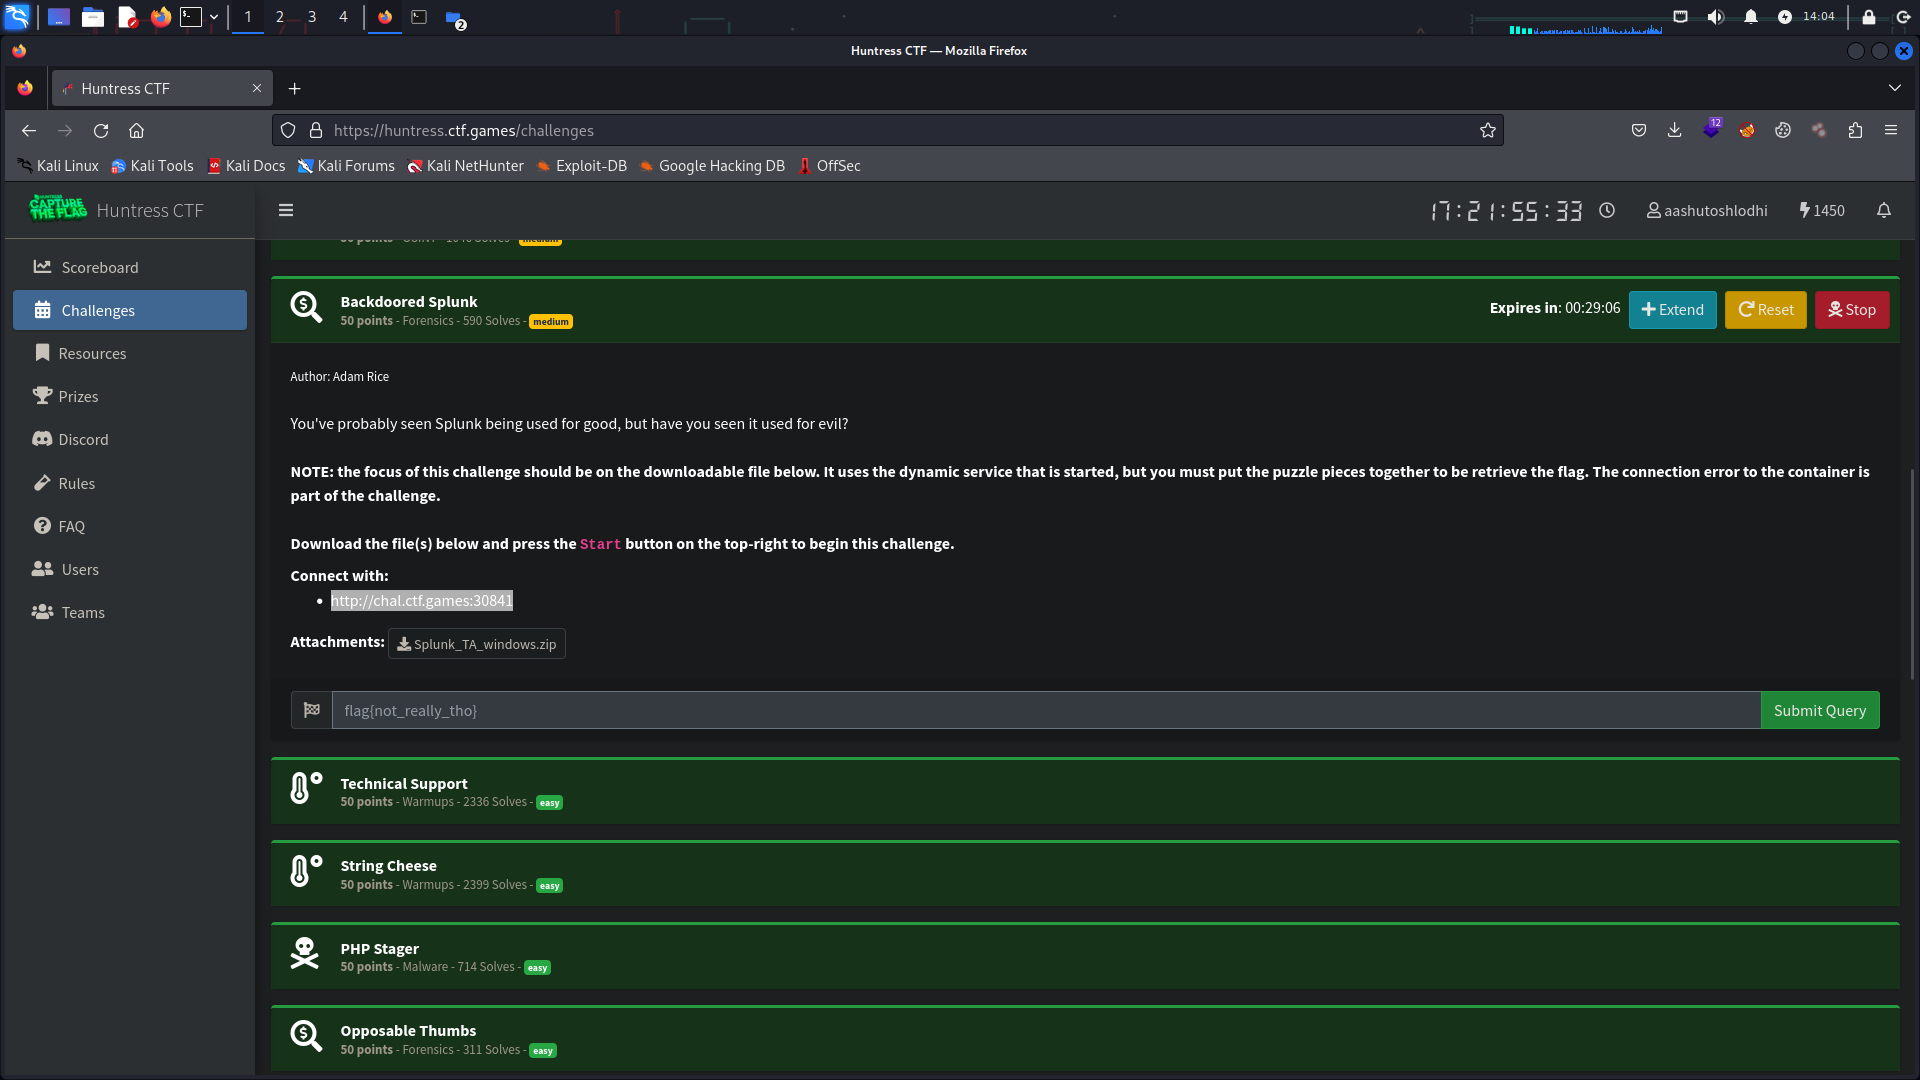 1 2 3 4
2
14:04
Huntress CTF — Mozilla Firefox
Huntress CTF
https://huntress.ctf.games/challenges
12
Kali Linux Kali Tools Kali Docs Kali Forums Kali NetHunter Exploit-DB Google Hacking DB OffSec
CAPTURE THE FLAG Huntress CTF
17:21:55:33 aashutoshlodhi 1450
Scoreboard
Challenges
Resources
Prizes
Discord
Rules
FAQ
Users
Teams
Backdoored Splunk
50 points - Forensics - 590 Solves - medium
Expires in: 00:29:06 Extend Reset Stop
Author: Adam Rice
You've probably seen Splunk being used for good, but have you seen it used for evil?
NOTE: the focus of this challenge should be on the downloadable file below. It uses the dynamic service that is started, but you must put the puzzle pieces together to be retrieve the flag. The connection error to the container is
part of the challenge.
Download the file(s) below and press the Start button on the top-right to begin this challenge.
Connect with:
• http://chal.ctf.games:30841
Attachments: Splunk_TA_windows.zip
flag{not_really_tho} Submit Query
Technical Support
50 points - Warmups - 2336 Solves - easy
String Cheese
50 points - Warmups - 2399 Solves - easy
PHP Stager
50 points - Malware - 714 Solves - easy
Opposable Thumbs
50 points - Forensics - 311 Solves - easy